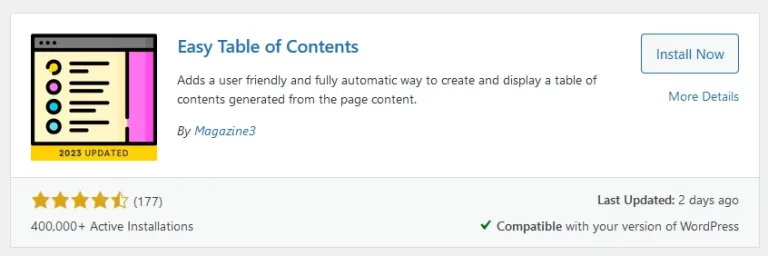 Easy Table of Contents
Install Now
Adds a user friendly and fully automatic way to create and display a table of
contents generated from the page content.
More Details
By Magazine3
2023 UPDATED
(177)
Last Updated: 2 days ago
400,000+ Active Installations
Compatible with your version of WordPress